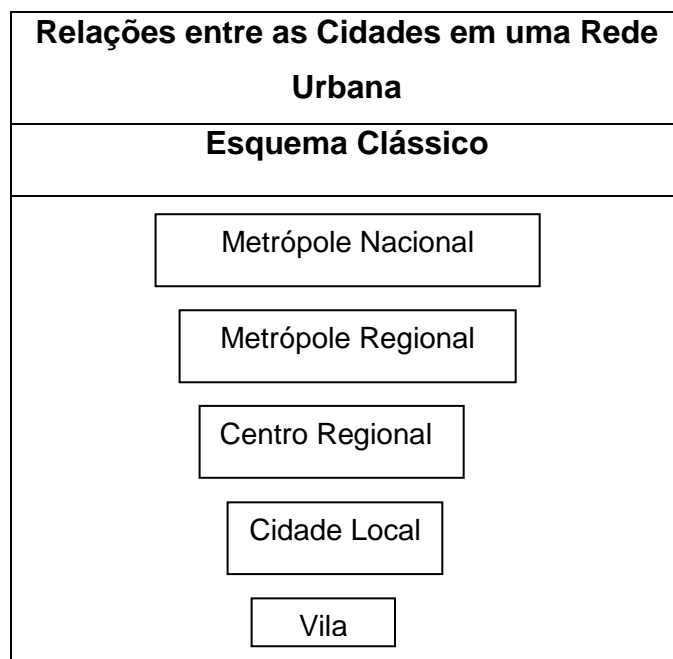 Relações entre as Cidades em uma Rede
Urbana
Esquema Clássico
Metrópole Nacional
Metrópole Regional
Centro Regional
Cidade Local
Vila